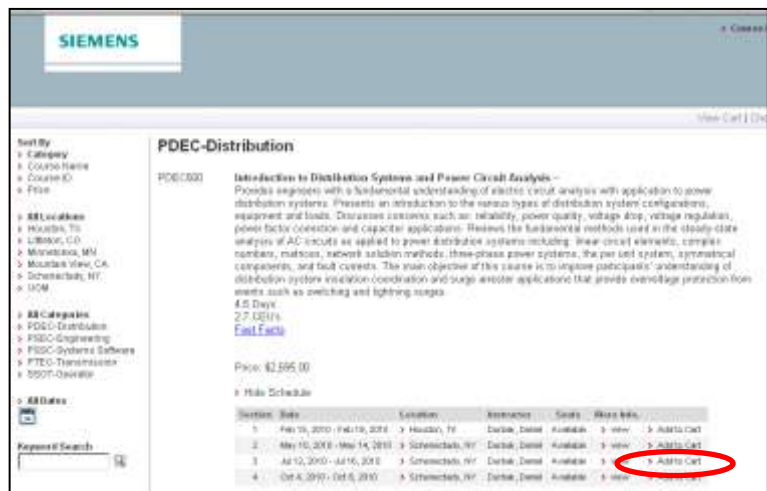 SIEMENS
View Cart |
Sort By
Category
Course Name
Course ID
Price
All Locations
Houston, TX
Littleton, CO
Minnetonka, MN
Mountain View, CA
Schenectady, NY
All Categories
PDEC-Distribution
PSEC-Engineering
PSSC-Systems Software
PTEC-Transmission
SSOT-Operator
All Dates
Keyword Search
PDEC-Distribution
Introduction to Distribution Systems and Power Circuit Analysis –
Provides engineers with a fundamental understanding of electric circuit analysis with application to power
distribution systems. Presents an introduction to the various types of distribution system configurations,
equipment and loads. Discusses concerns such as: reliability, power quality, voltage drop, voltage regulation,
power factor correction and capacitor applications. Reviews the fundamental methods used in the steady-state
analysis of AC circuits as applied to power distribution systems including: linear circuit elements, complex
numbers, matrices, network solution methods, three-phase power systems, the per unit system, symmetrical
components, and fault currents. The main objective of this course is to improve participants' understanding of
distribution system insulation coordination and surge arrester applications that provide overvoltage protection from
events such as switching and lightning surges.
4.5 Days
2.7 CEU's
Fast Facts
Price: $2,695.00
Hide Schedule
Section Date Location Instructor Seats More Info.
1 Feb 15, 2010 - Feb 19, 2010 Houston, TX Daniel Available view Add to Cart
2 May 10, 2010 - May 14, 2010 Schenectady, NY Daniel Available view Add to Cart
3 Jul 12, 2010 - Jul 16, 2010 Schenectady, NY Daniel Available view Add to Cart
4 Oct 4, 2010 - Oct 8, 2010 Schenectady, NY Daniel Available view Add to Cart